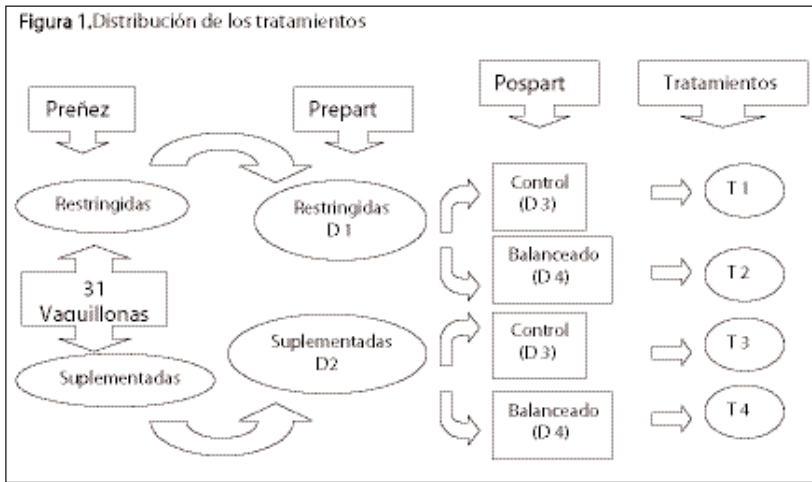 Figura 1.Distribución de los tratamientos
Preñez
Prepart
Pospart
Tratamientos
Restringidas
31
Vaquillonas
Suplementadas
Restringidas
D 1
Suplementadas
D2
Control
(D 3)
Balanceado
(D 4)
Control
(D 3)
Balanceado
(D 4)
T 1
T 2
T 3
T 4